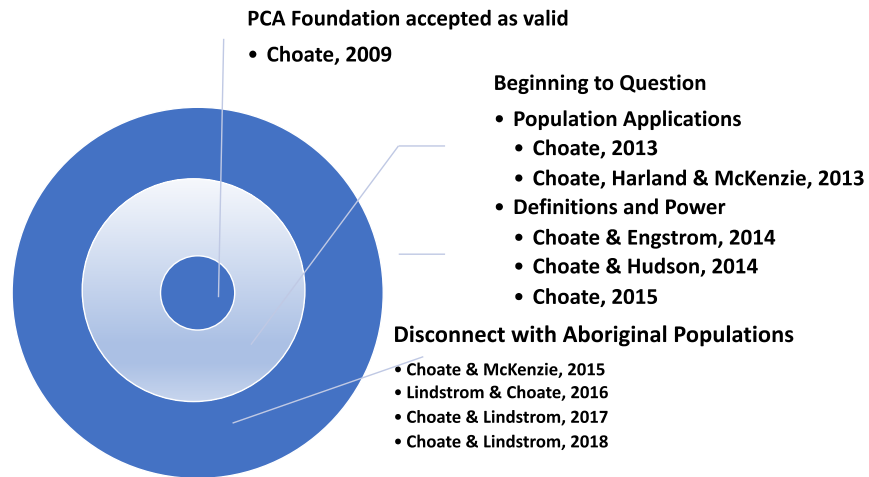 PCA Foundation accepted as valid
• Choate, 2009
Beginning to Question
• Population Applications
• Choate, 2013
• Choate, Harland & McKenzie, 2013
• Definitions and Power
• Choate & Engstrom, 2014
• Choate & Hudson, 2014
• Choate, 2015
Disconnect with Aboriginal Populations
• Choate & McKenzie, 2015
• Lindstrom & Choate, 2016
• Choate & Lindstrom, 2017
• Choate & Lindstrom, 2018